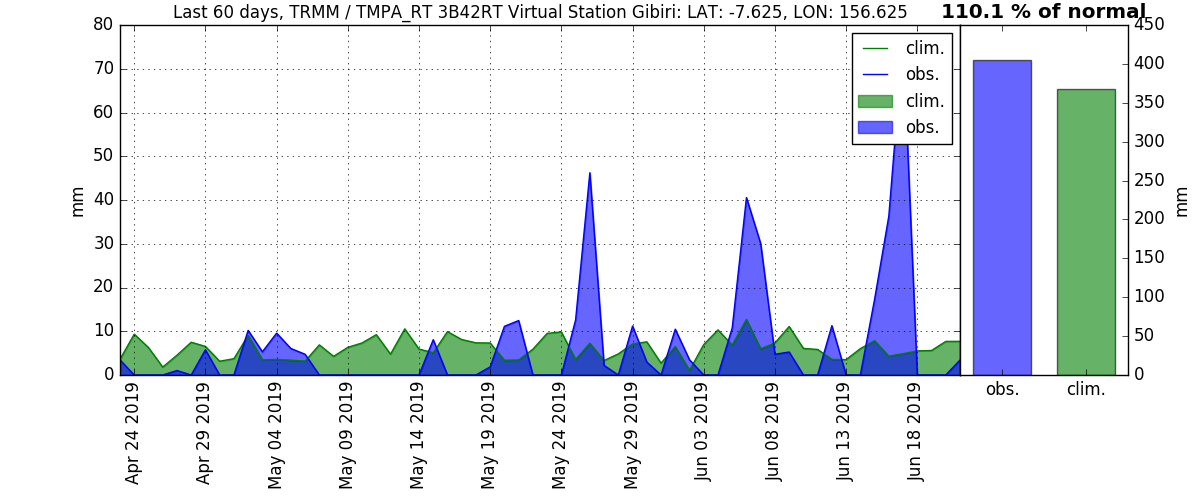 Last 60 days, TRMM / TMPA_RT 3B42RT Virtual Station Gibiri: LAT: -7.625, LON: 156.625
110.1 % of normal
80
70
60
50
40
30
20
10
0
mm
clim.
obs.
clim.
obs.
450
400
350
300
250
200
150
100
50
0
mm
obs.
clim.
Apr 24 2019
Apr 29 2019
May 04 2019
May 09 2019
May 14 2019
May 19 2019
May 24 2019
May 29 2019
Jun 03 2019
Jun 08 2019
Jun 13 2019
Jun 18 2019